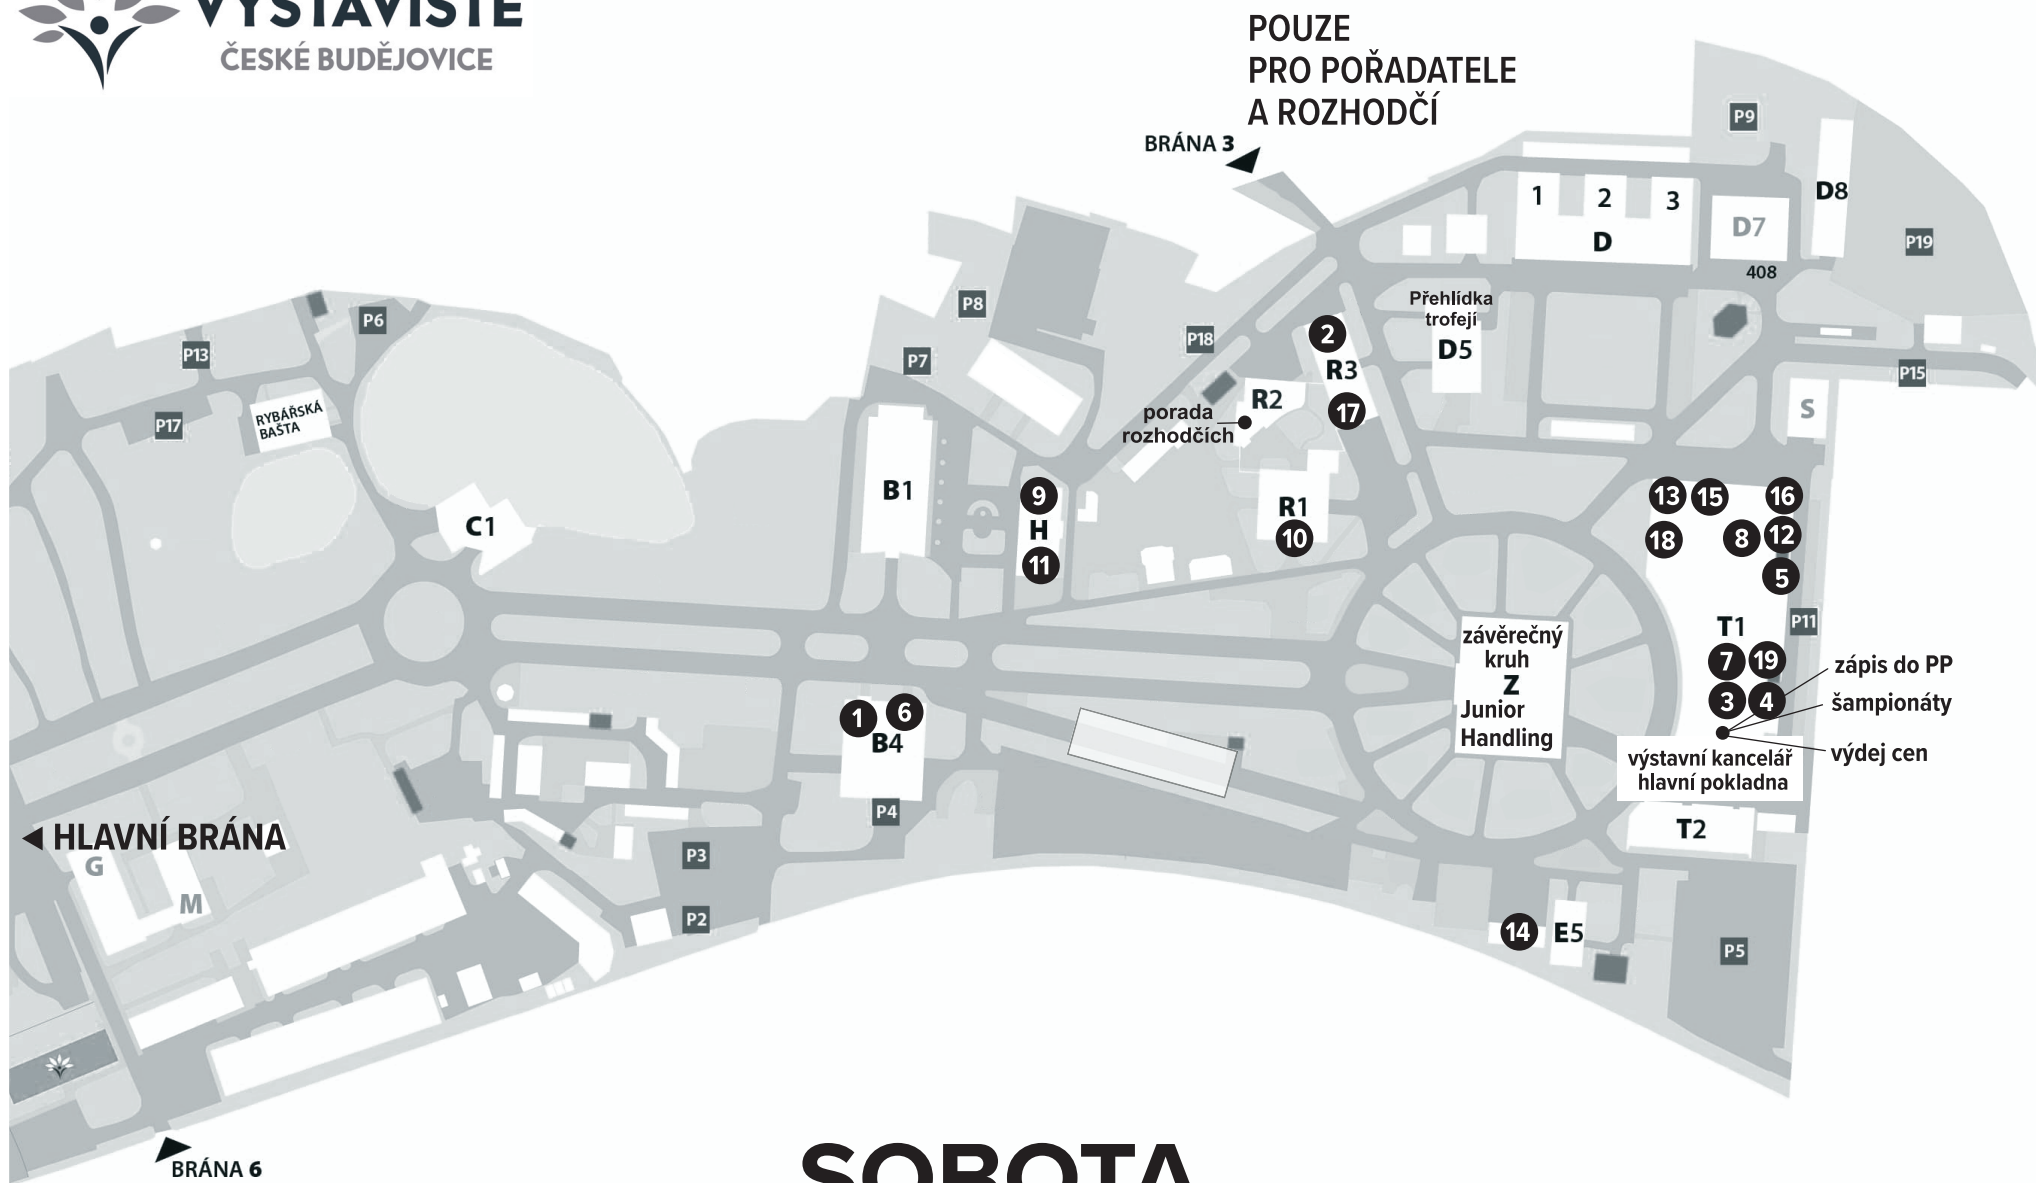 VÝSTAVIŠTĚ
ČESKÉ BUDĚJOVICE
POUZE
PRO POŘADATELE
A ROZHODČÍ
BRÁNA 3
P9
D8
1
2
3
D
D7
408
P19
P8
P6
P13
P7
P18
Přehlídka
trofejí
D5
2
R3
17
R2
porada
rozhodčích
P15
S
RYBÁŘSKÁ
BAŠTA
P17
C1
B1
9
H
11
R1
10
13
15
16
18
8
12
5
P11
T1
7
19
3
4
zápis do PP
šampionáty
výdej cen
výstavní kancelář
hlavní pokladna
závěrečný
kruh
Z
Junior
Handling
1
6
B4
P4
T2
HLAVNÍ BRÁNA
G
M
P3
P2
14
E5
P5
BRÁNA 6
SOBOTA